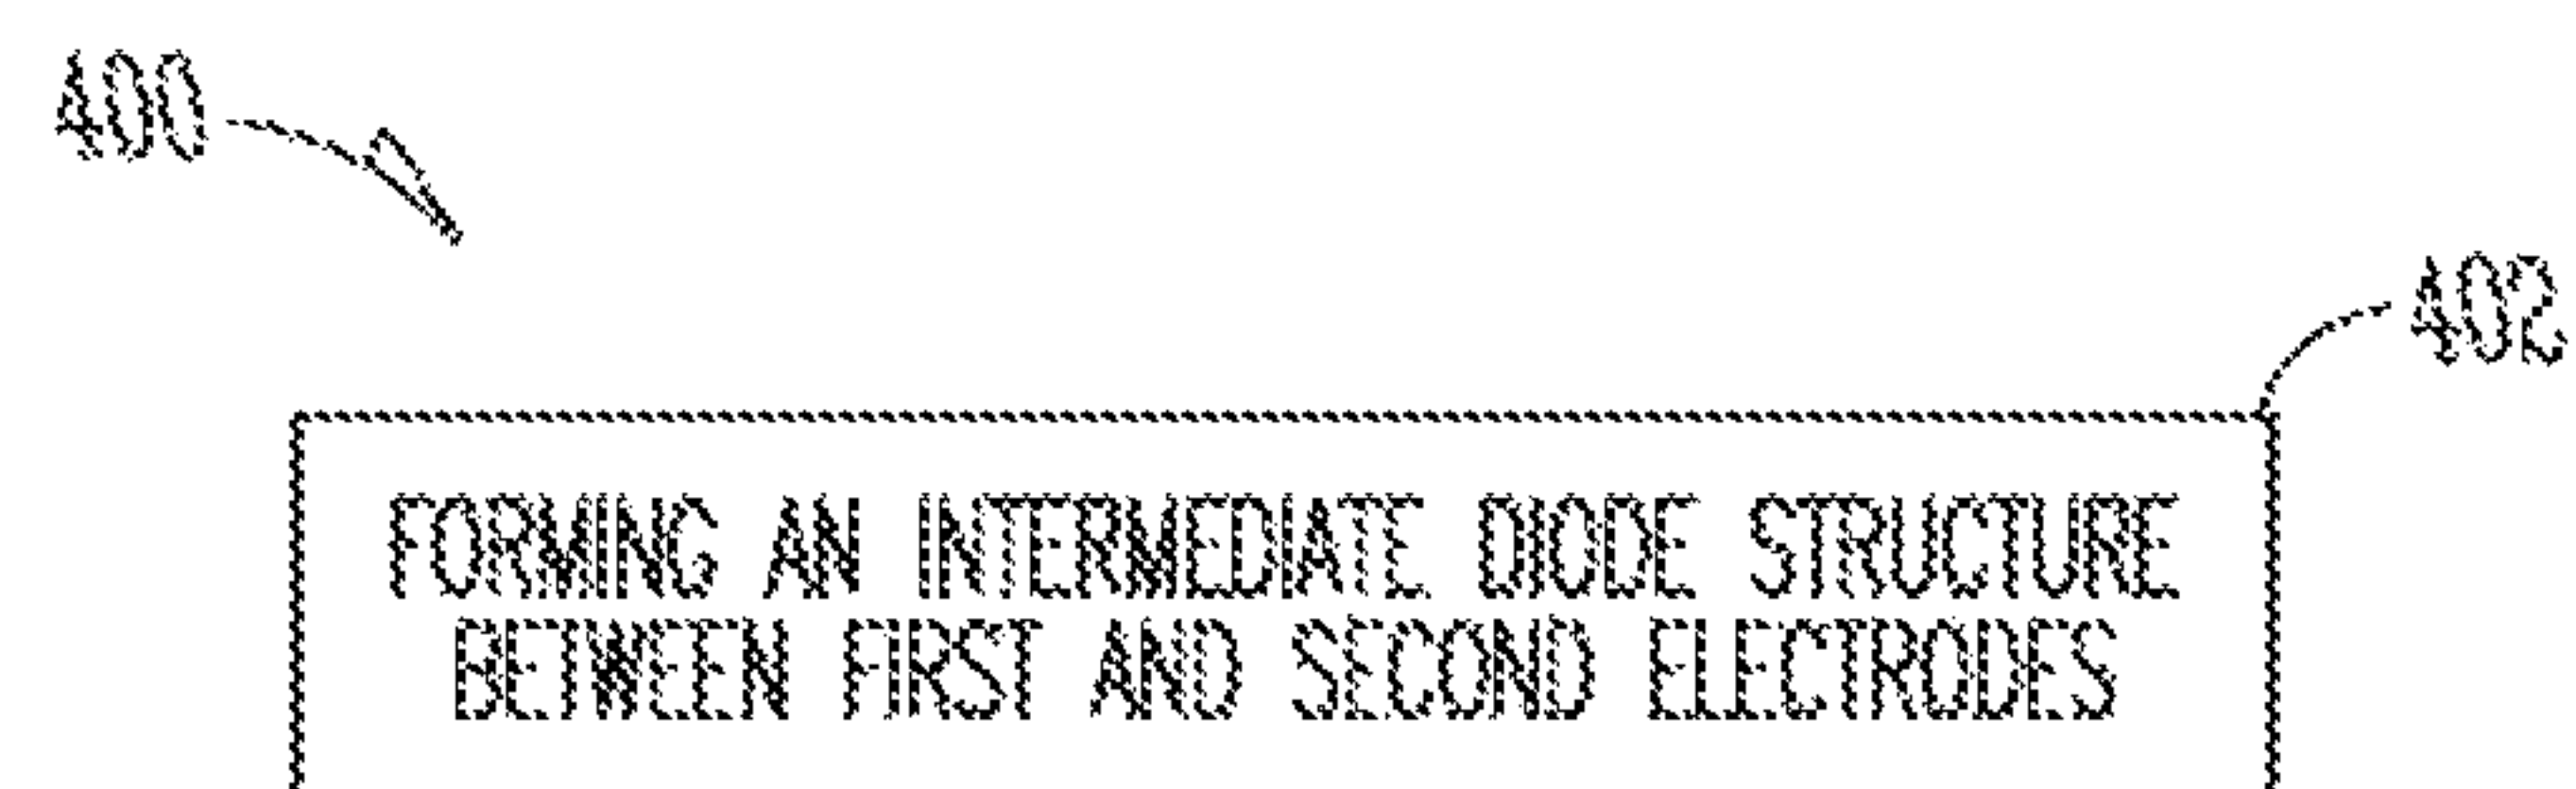 400
402
FORMING AN INTERMEDIATE DIODE STRUCTURE
BETWEEN FIRST AND SECOND ELECTRODES